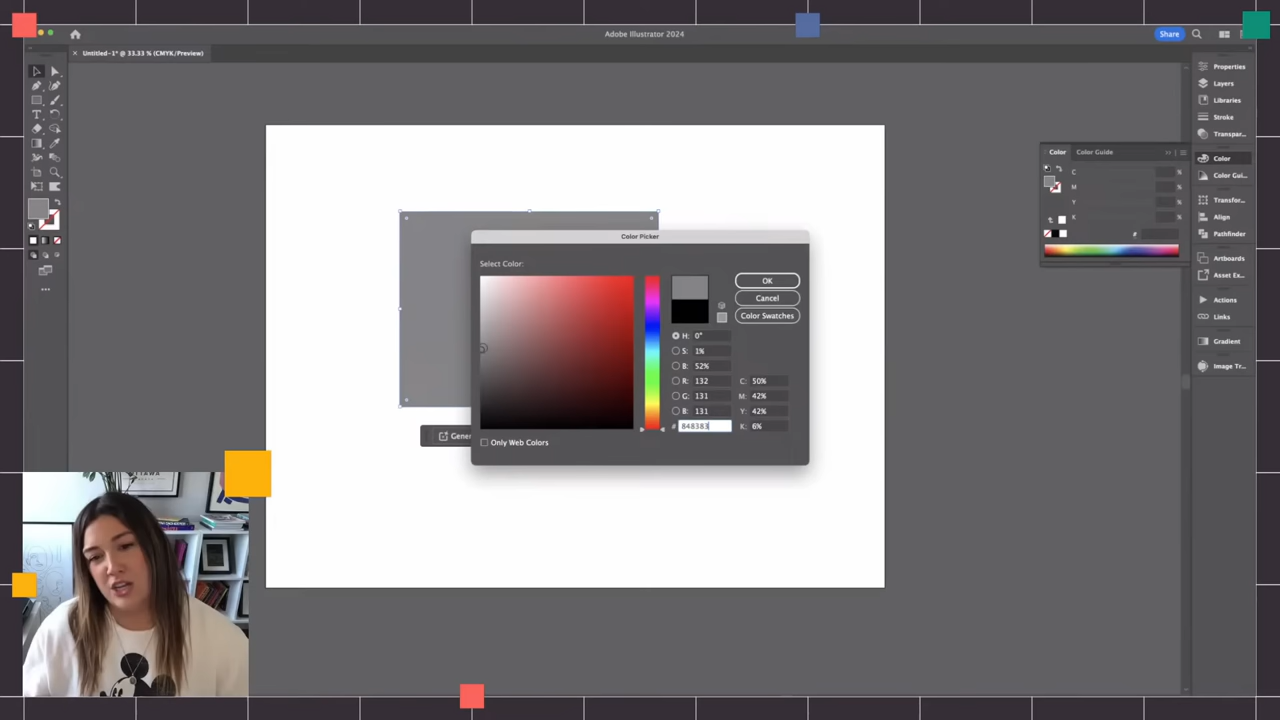 Adobe Illustrator 2024
Share
Untitled-1* @ 33.33 % (CMYK/Preview)
Properties
Layers
Libraries
Stroke
Transpar...
Color
Color Gui...
Transfor...
Align
Pathfinder
Artboards
Asset Ex...
Actions
Links
Gradient
Image Tr...
Color Color Guide
C %
M %
Y %
K %
#
Color Picker
Select Color:
OK
Cancel
Color Swatches
H: 0°
S: 1%
B: 52%
R: 132 C: 50%
G: 131 M: 42%
B: 131 Y: 42%
# 848383 K: 6%
Only Web Colors
Gener